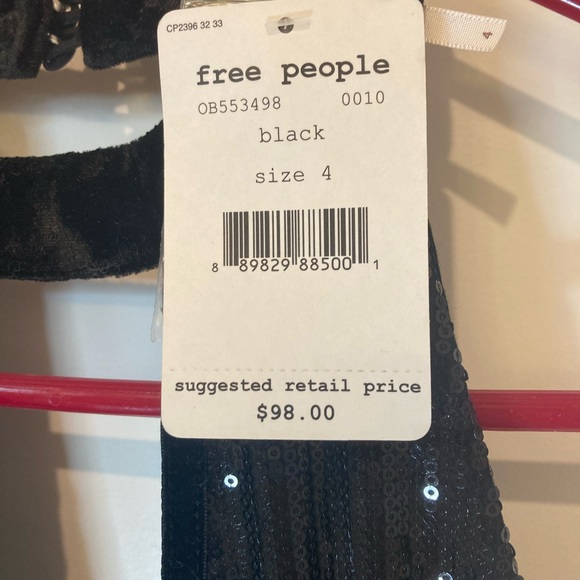 CP2396 32 33
4
free people
OB553498 0010
black
size 4
8 89829 88500 1
suggested retail price
$98.00